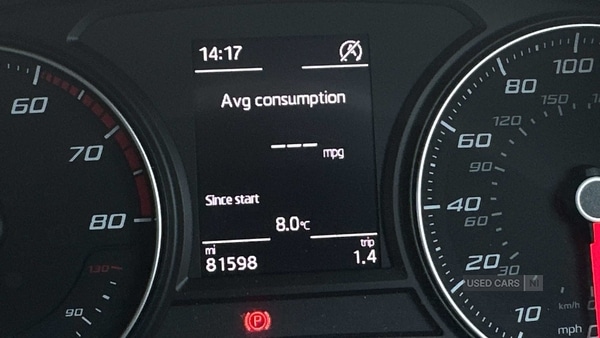 14:17
Avg consumption
--- mpg
Since start
8.0°C
mi
81598
trip
1.4
60
70
80
130
90
P
100
80
60
40
20
10
150
120
90
60
30
km/h
mph
USED CARS NI